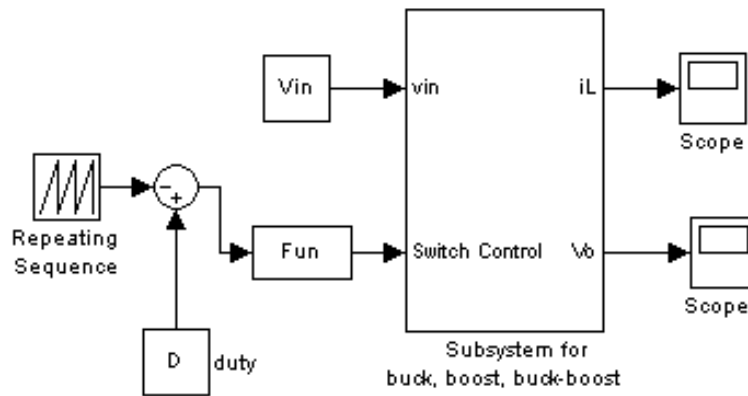 Vin
vin
iL
Scope
Repeating
Sequence
- +
Fun
Switch Control
Vo
Scope
D
duty
Subsystem for
buck, boost, buck-boost